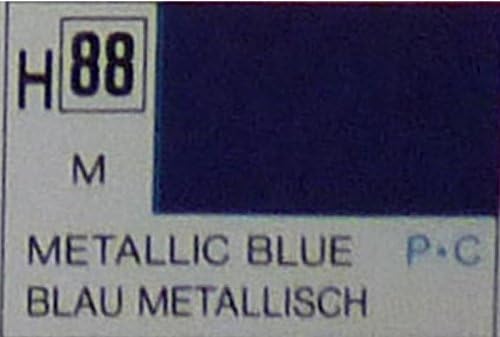 H 88
M
METALLIC BLUE P·C
BLAU METALLISCH